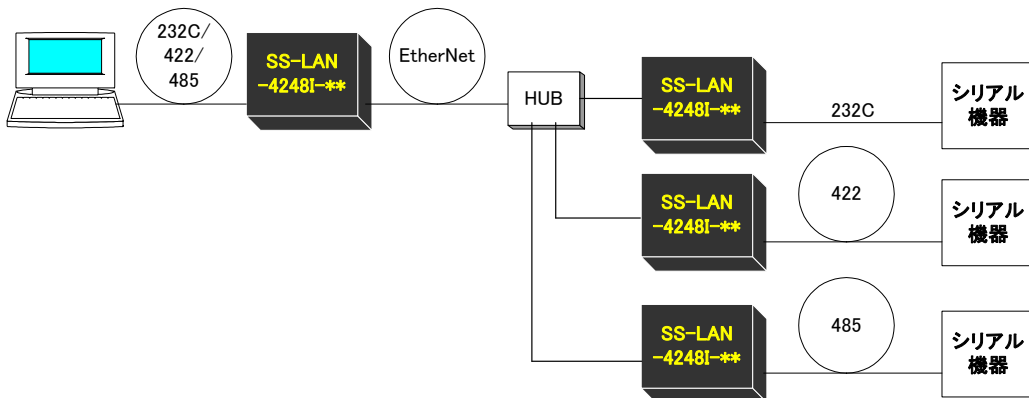 232C/
422/
485
SS-LAN
-4248I-**
EtherNet
HUB
SS-LAN
-4248I-**
232C
シリアル
機器
SS-LAN
-4248I-**
422
シリアル
機器
SS-LAN
-4248I-**
485
シリアル
機器